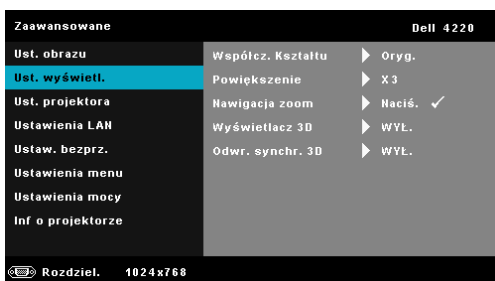 Zaawansowane Dell 4220
Ust. obrazu Współcz. Kształtu Oryg.
Ust. wyświetl. Powiększenie X3
Ust. projektora Nawigacja zoom Naciś. ✓
Ustawienia LAN Wyświetlacz 3D WYŁ.
Ustaw. bezprz. Odwr. synchr. 3D WYŁ.
Ustawienia menu
Ustawienia mocy
Inf o projektorze
Rozdziel. 1024x768